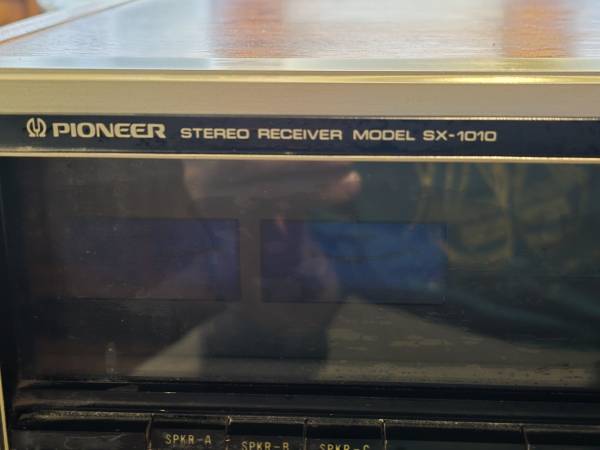 PIONEER STEREO RECEIVER MODEL SX-1010
SPKR-A SPKR-B SPKR-C